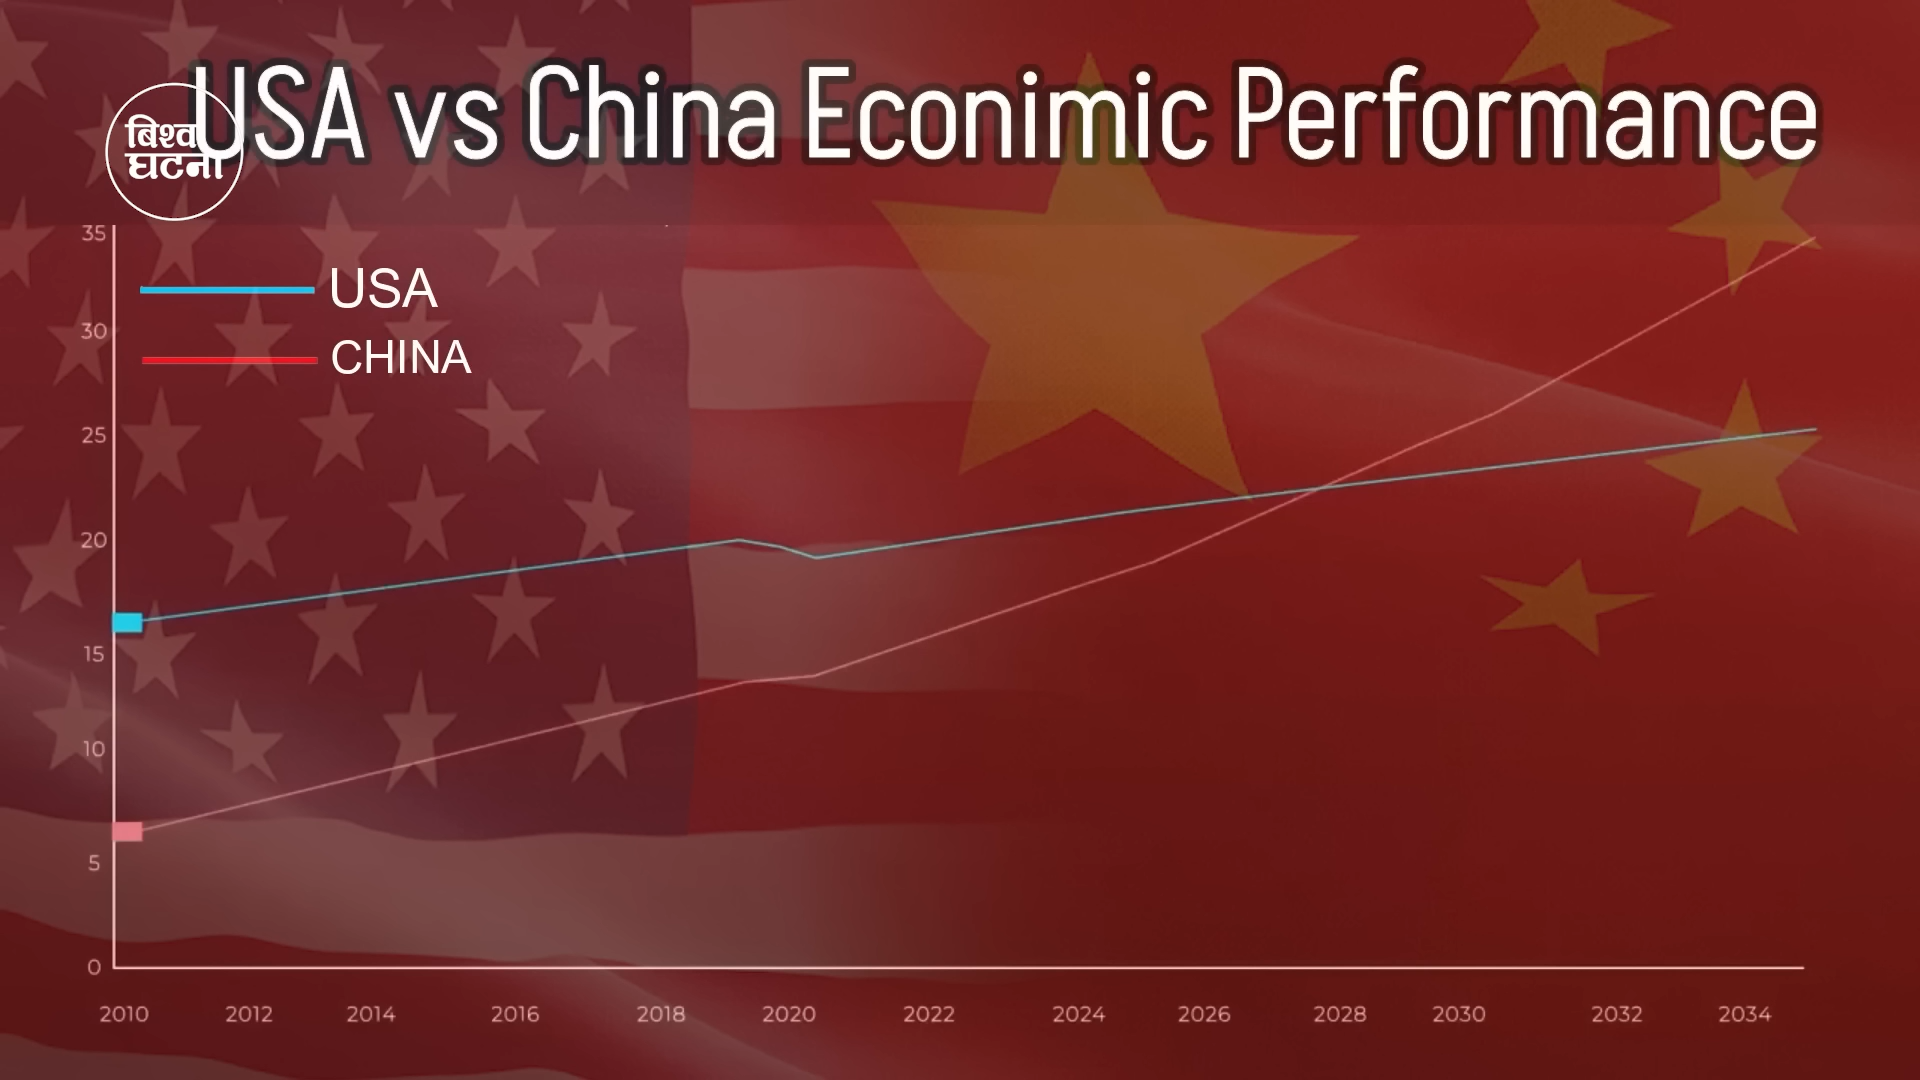 USA vs China Econimic Performance
बिश्व
घटना
35
USA
30
CHINA
25
20
15
10
5
0
2010 2012 2014 2016 2018 2020 2022 2024 2026 2028 2030 2032 2034